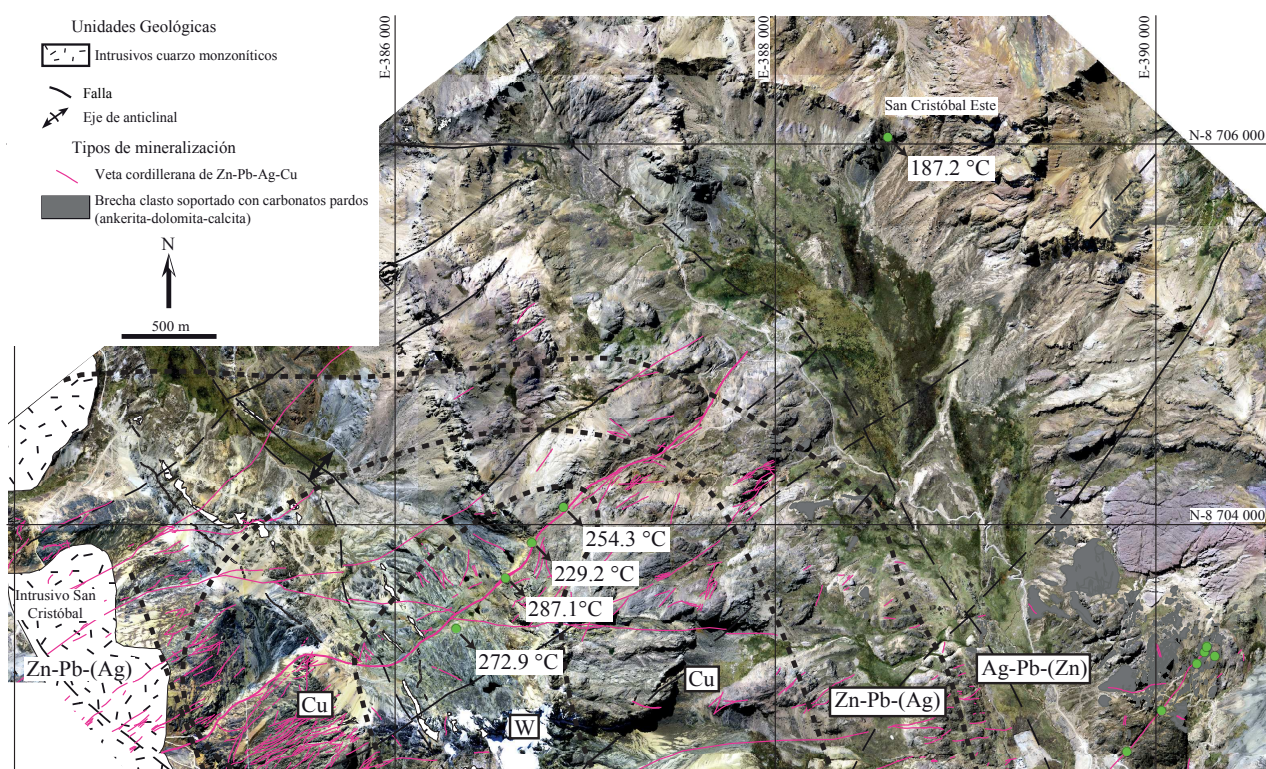 Unidades Geológicas
Intrusivos cuarzo monzoníticos
Falla
Eje de anticlinal
Tipos de mineralización
Veta cordillerana de Zn-Pb-Ag-Cu
Brecha clasto soportado con carbonatos pardos
(ankerita-dolomita-calcita)
N
500 m
E-386 000
E-388 000
E-390 000
San Cristóbal Este
N-8 706 000
187.2 °C
N-8 704 000
254.3 °C
229.2 °C
287.1°C
272.9 °C
Intrusivo San
Cristóbal
Zn-Pb-(Ag)
Cu
W
Cu
Zn-Pb-(Ag)
Ag-Pb-(Zn)